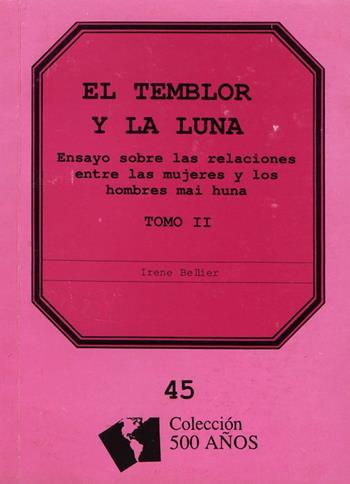 EL TEMBLOR
Y LA LUNA
Ensayo sobre las relaciones
entre las mujeres y los
hombres mai huna
TOMO II
Irene Bellier
45
Colección
500 AÑOS